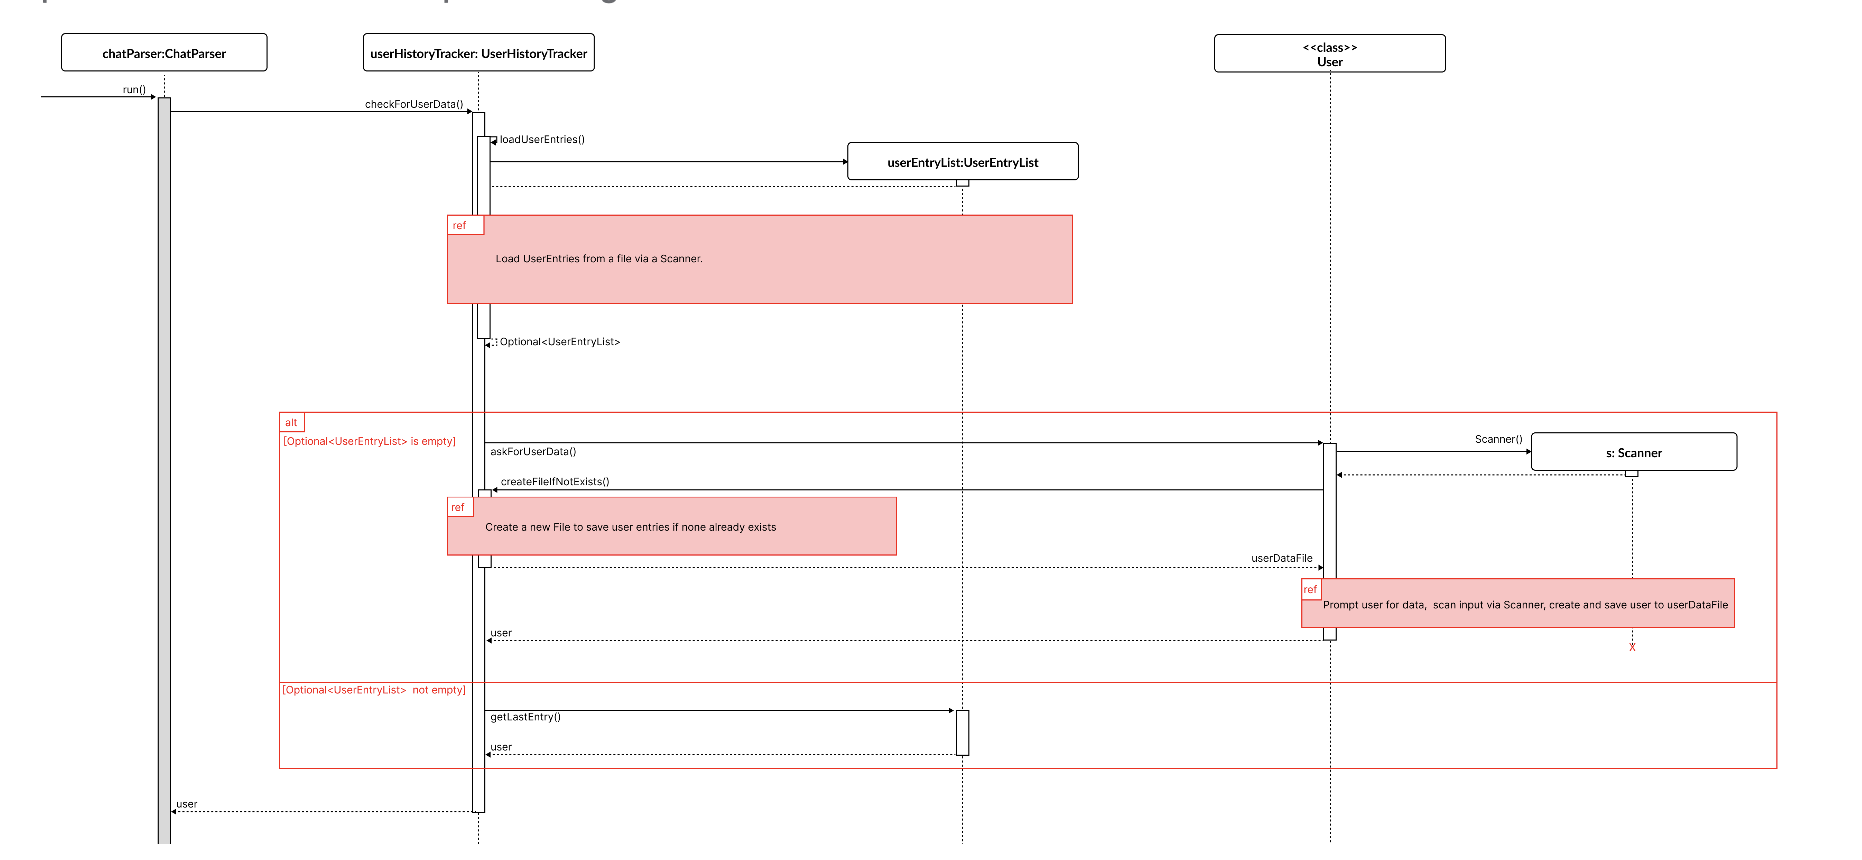 chatParser:ChatParser
userHistoryTracker: UserHistoryTracker
<<class>>
User
run()
checkForUserData()
loadUserEntries()
userEntryList:UserEntryList
ref
Load UserEntries from a file via a Scanner.
Optional<UserEntryList>
alt
[Optional<UserEntryList> is empty]
askForUserData()
Scanner()
s: Scanner
createFileIfNotExists()
ref
Create a new File to save user entries if none already exists
userDataFile
ref
Prompt user for data, scan input via Scanner, create and save user to userDataFile
user
X
[Optional<UserEntryList> not empty]
getLastEntry()
user
user